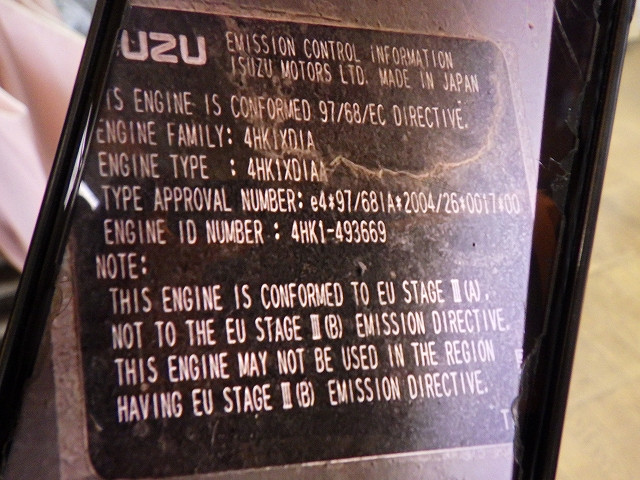 ISUZU EMISSION CONTROL INFORMATION
ISUZU MOTORS LTD. MADE IN JAPAN
THIS ENGINE IS CONFORMED 97/68/EC DIRECTIVE.
ENGINE FAMILY: 4HK1XD1A
ENGINE TYPE : 4HK1XD1AA
TYPE APPROVAL NUMBER: e4*97/68IA*2004/26*0017*00
ENGINE ID NUMBER : 4HK1-493669
NOTE:
THIS ENGINE IS CONFORMED TO EU STAGE Ⅲ(A).
NOT TO THE EU STAGE Ⅲ(B) EMISSION DIRECTIVE.
THIS ENGINE MAY NOT BE USED IN THE REGION
HAVING EU STAGE Ⅲ(B) EMISSION DIRECTIVE.